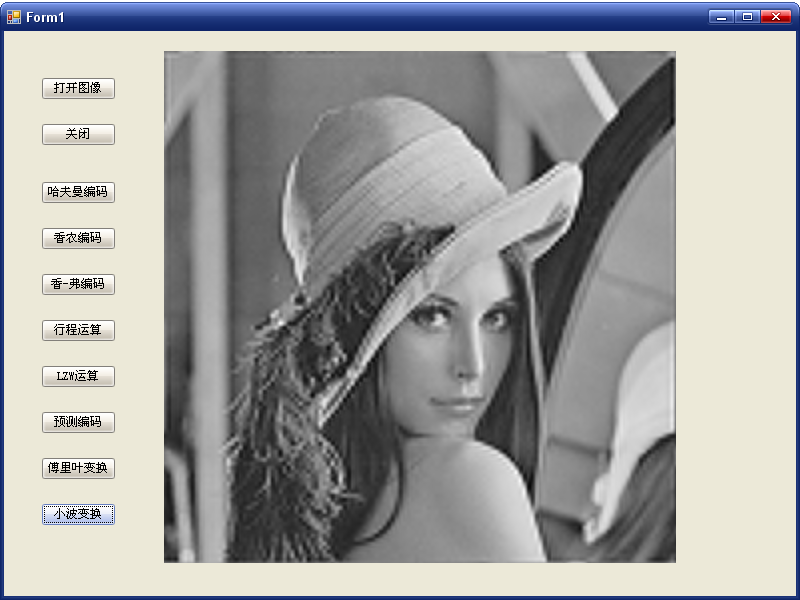 Form1
打开图像
关闭
哈夫曼编码
香农编码
香-弗编码
行程运算
LZW运算
预测编码
傅里叶变换
小波变换